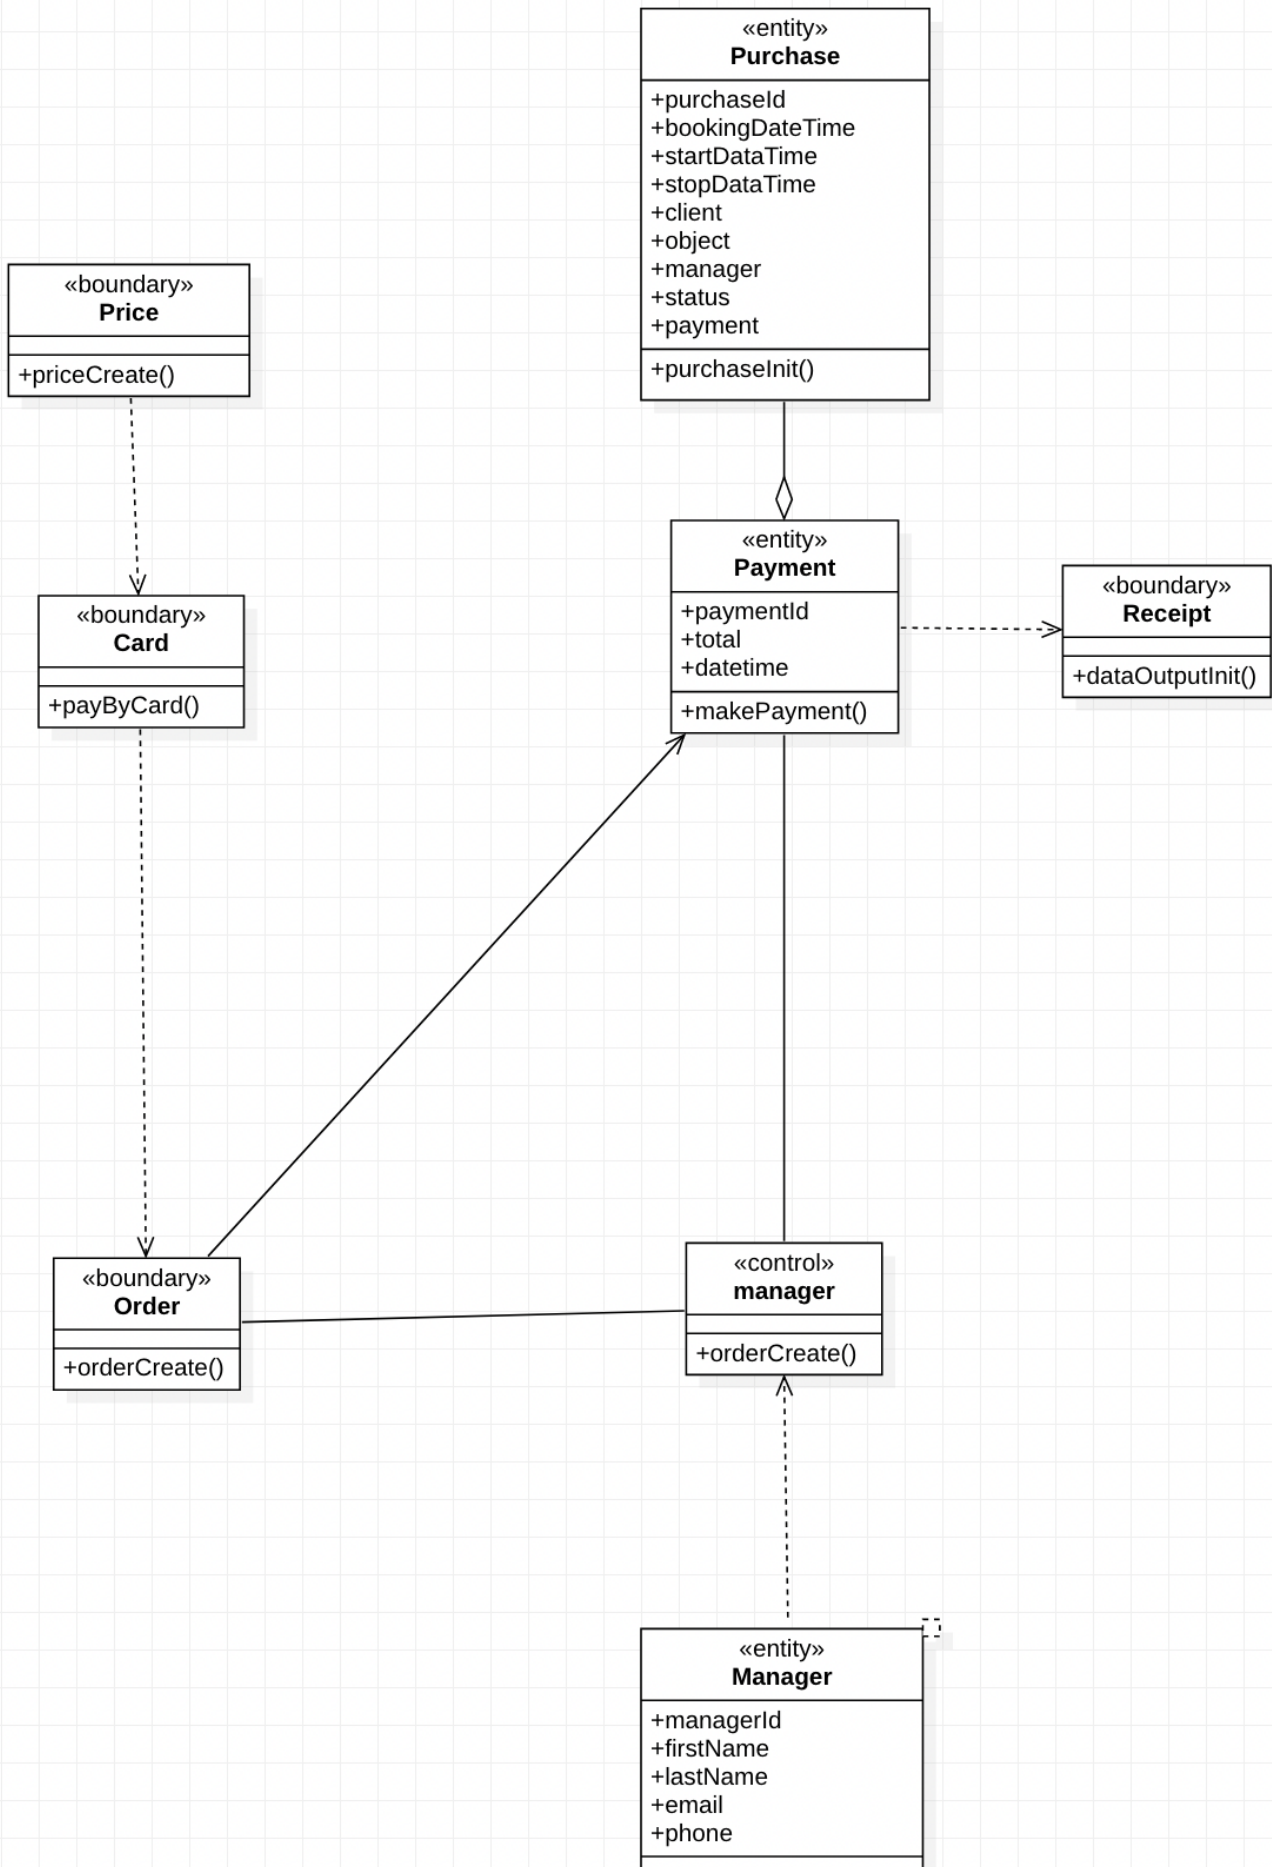 «entity»
Purchase
+purchaseId
+bookingDateTime
+startDataTime
+stopDataTime
+client
+object
+manager
+status
+payment
+purchaseInit()
«boundary»
Price
+priceCreate()
«entity»
Payment
+paymentId
+total
+datetime
+makePayment()
«boundary»
Receipt
+dataOutputInit()
«boundary»
Card
+payByCard()
«boundary»
Order
+orderCreate()
«control»
manager
+orderCreate()
«entity»
Manager
+managerId
+firstName
+lastName
+email
+phone